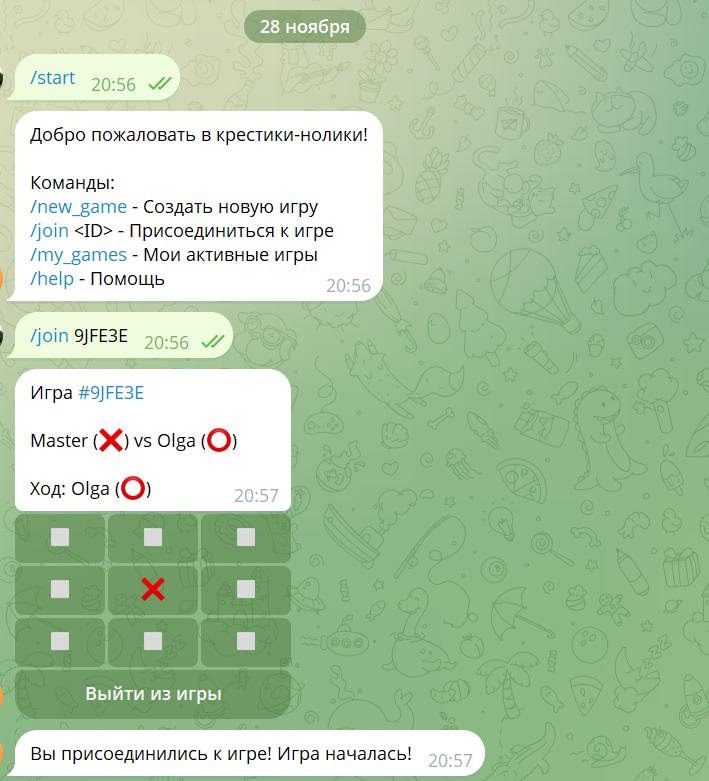 28 ноября
/start 20:56
Добро пожаловать в крестики-нолики!
Команды:
/new_game - Создать новую игру
/join <ID> - Присоединиться к игре
/my_games - Мои активные игры
/help - Помощь
20:56
/join 9JFE3E 20:56
Игра #9JFE3E
Master (❌) vs Olga (⭕)
Ход: Olga (⭕)
20:57
Выйти из игры
Вы присоединились к игре! Игра началась! 20:57